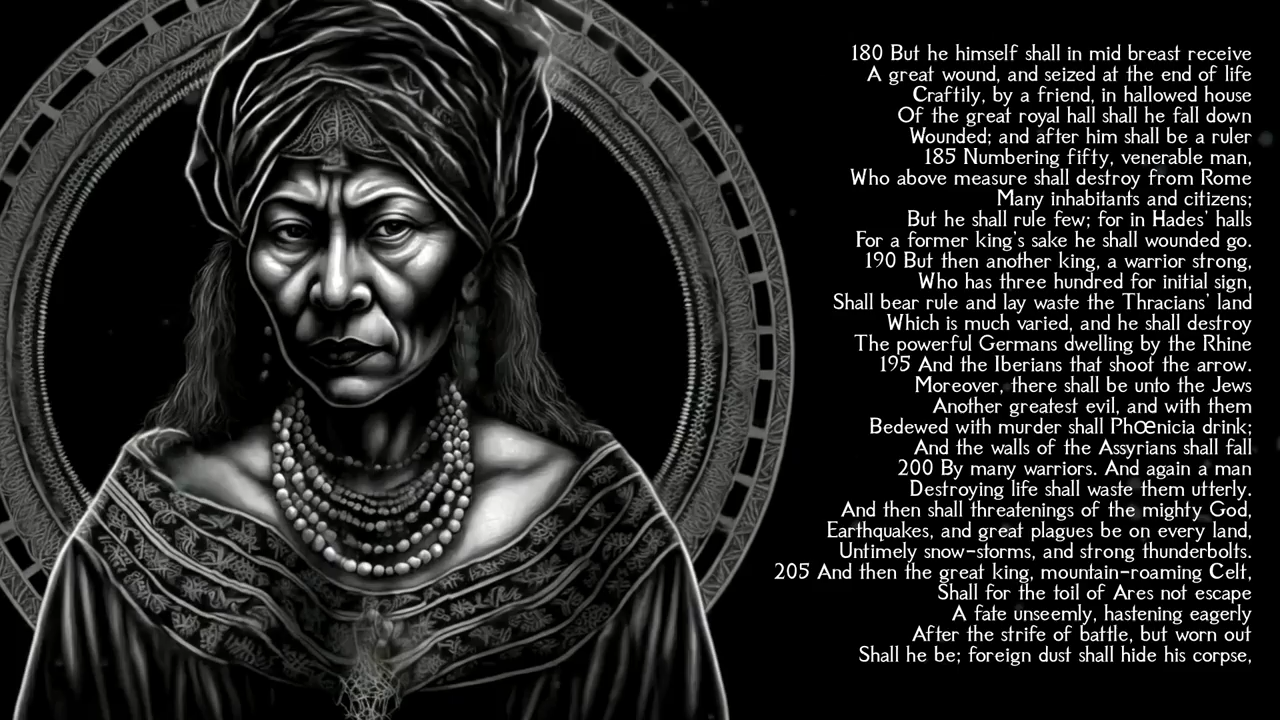 180 But he himself shall in mid breast receive
A great wound, and seized at the end of life
Craftily, by a friend, in hallowed house
Of the great royal hall shall he fall down
Wounded; and after him shall be a ruler
185 Numbering fifty, venerable man,
Who above measure shall destroy from Rome
Many inhabitants and citizens;
But he shall rule few; for in Hades' halls
For a former king's sake he shall wounded go.
190 But then another king, a warrior strong,
Who has three hundred for initial sign,
Shall bear rule and lay waste the Thracians' land
Which is much varied, and he shall destroy
The powerful Germans dwelling by the Rhine
195 And the Iberians that shoot the arrow.
Moreover, there shall be unto the Jews
Another greatest evil, and with them
Bedewed with murder shall Phœnicia drink;
And the walls of the Assyrians shall fall
200 By many warriors. And again a man
Destroying life shall waste them utterly.
And then shall threatenings of the mighty God,
Earthquakes, and great plagues be on every land,
Untimely snow-storms, and strong thunderbolts.
205 And then the great king, mountain-roaming Celt,
Shall for the toil of Ares not escape
A fate unseemly, hastening eagerly
After the strife of battle, but worn out
Shall he be; foreign dust shall hide his corpse,